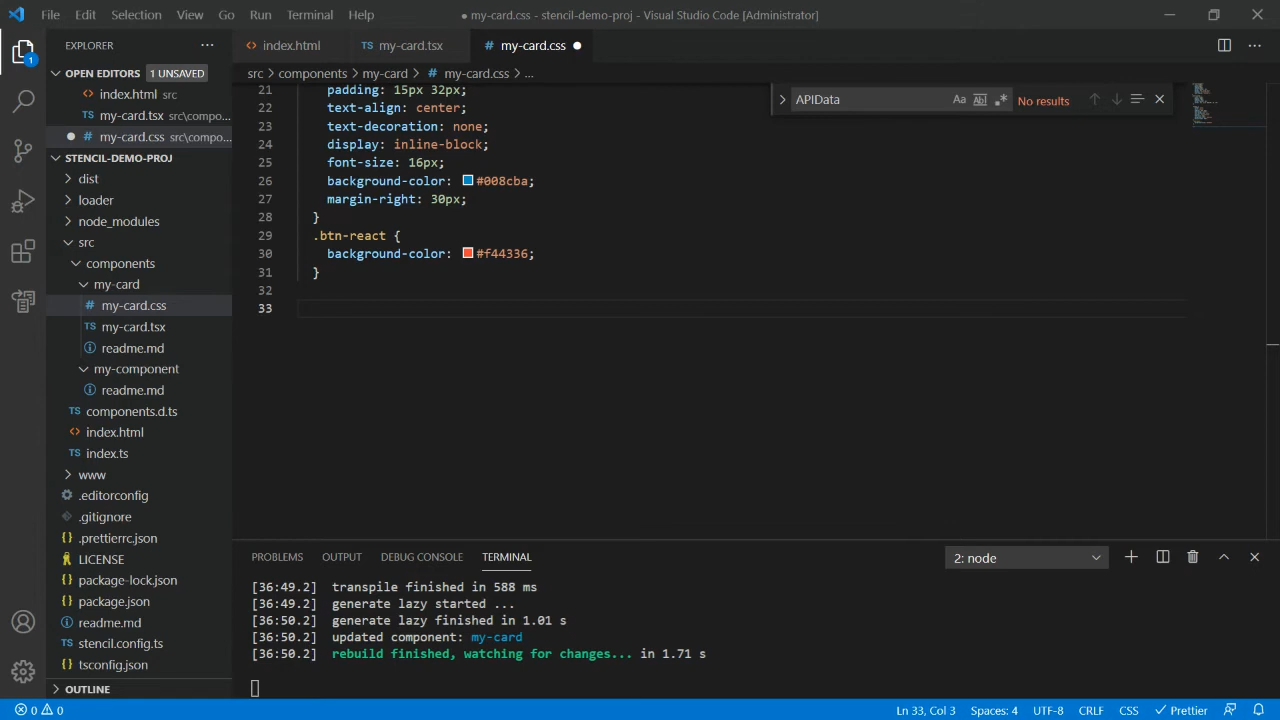 File Edit Selection View Go Run Terminal Help
● my-card.css - stencil-demo-proj - Visual Studio Code [Administrator]
EXPLORER ...
OPEN EDITORS 1 UNSAVED
index.html src
my-card.tsx src\compo...
my-card.css src\compo...
STENCIL-DEMO-PROJ
dist
loader
node_modules
src
components
my-card
my-card.css
my-card.tsx
readme.md
my-component
readme.md
components.d.ts
index.html
index.ts
www
.editorconfig
.gitignore
.prettierrc.json
LICENSE
package-lock.json
package.json
readme.md
stencil.config.ts
tsconfig.json
OUTLINE
1
index.html
TS my-card.tsx
# my-card.css
src > components > my-card > # my-card.css > ...
APIData Aa Ab| .* No results
21 padding: 15px 32px;
22 text-align: center;
23 text-decoration: none;
24 display: inline-block;
25 font-size: 16px;
26 background-color: #008cba;
27 margin-right: 30px;
28 }
29 .btn-react {
30 background-color: #f44336;
31 }
32
33
PROBLEMS OUTPUT DEBUG CONSOLE TERMINAL 2: node
[36:49.2] transpile finished in 588 ms
[36:49.2] generate lazy started ...
[36:50.2] generate lazy finished in 1.01 s
[36:50.2] updated component: my-card
[36:50.2] rebuild finished, watching for changes... in 1.71 s
0 0 Ln 33, Col 3 Spaces: 4 UTF-8 CRLF CSS Prettier